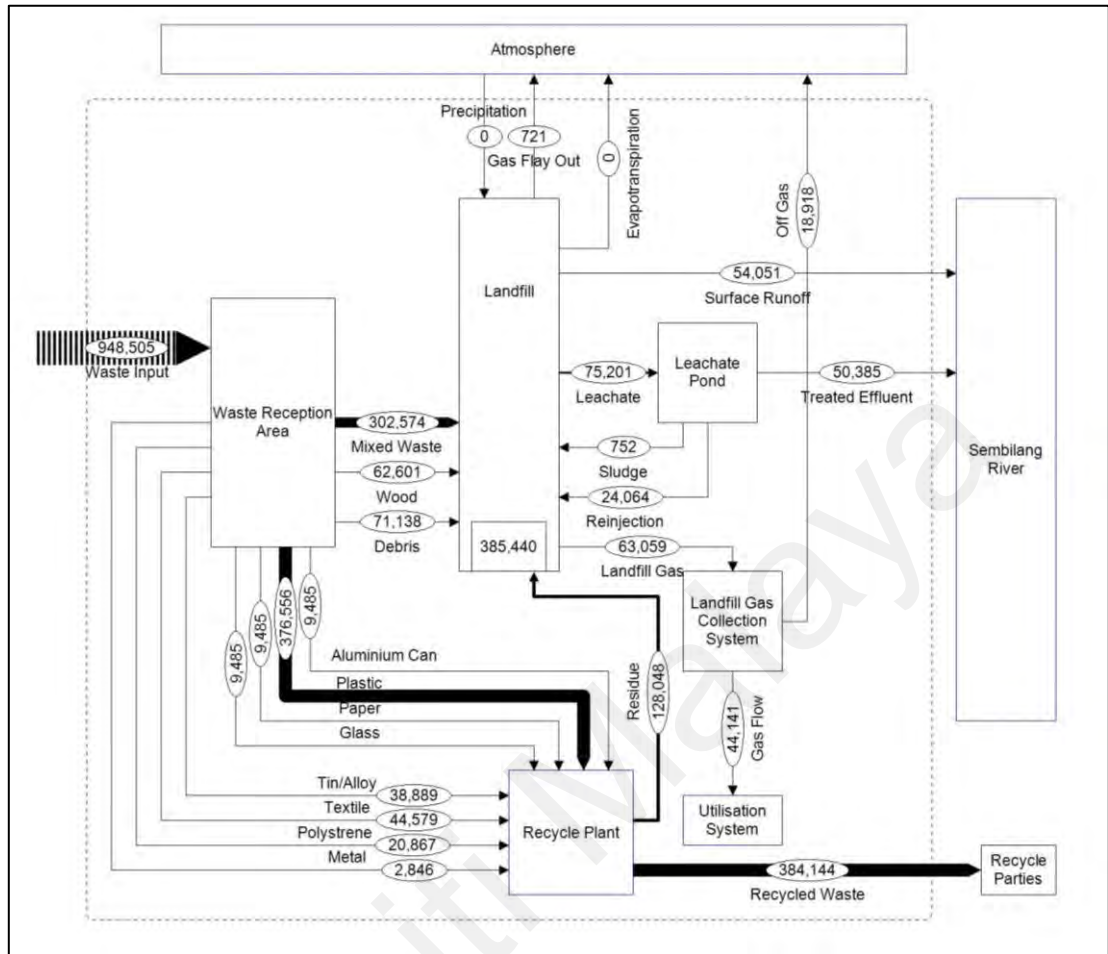 Atmosphere
Precipitation
0
721
Gas Flay Out
0
Evapotranspiration
Off Gas
18,918
Landfill
54,051
Surface Runoff
948,505
Waste Input
Waste Reception
Area
302,574
Mixed Waste
62,601
Wood
71,138
Debris
75,201
Leachate
Leachate
Pond
50,385
Treated Effluent
752
Sludge
24,064
Reinjection
Sembilang
River
385,440
63,059
Landfill Gas
Landfill Gas
Collection
System
9,485
9,485
376,556
9,485
Aluminium Can
Plastic
Paper
Glass
Residue
128,048
44,141
Gas Flow
Tin/Alloy
38,889
Textile
44,579
Polystrene
20,867
Metal
2,846
Recycle Plant
Utilisation
System
384,144
Recycled Waste
Recycle
Parties
iti Malaya